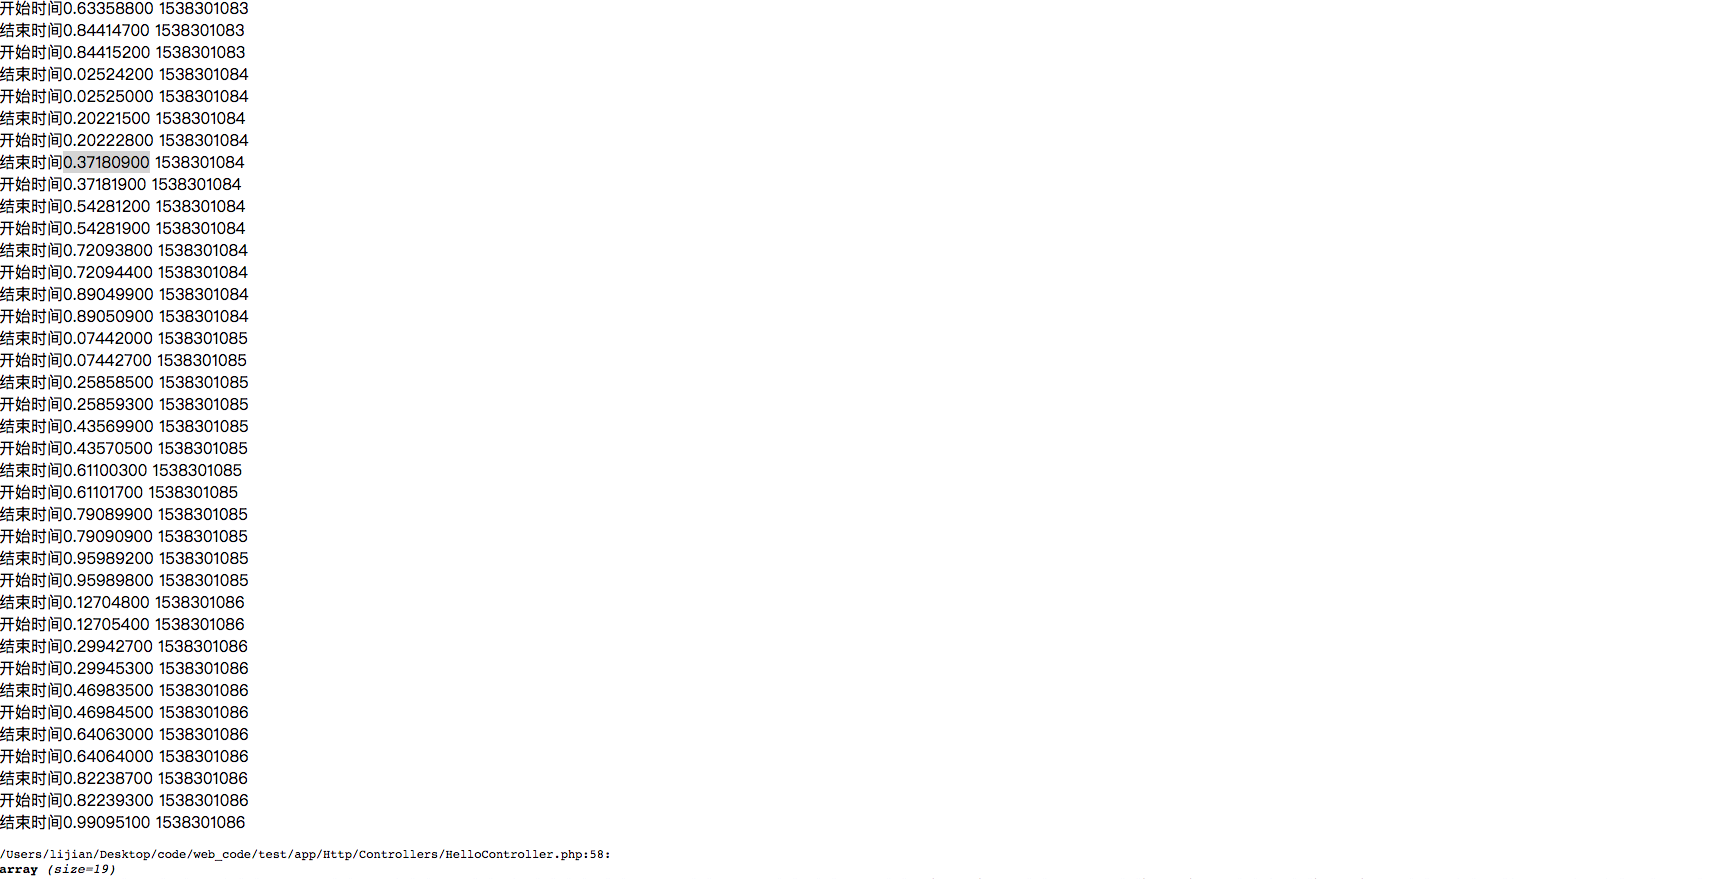 开始时间0.63358800 1538301083
结束时间0.84414700 1538301083
开始时间0.84415200 1538301083
结束时间0.02524200 1538301084
开始时间0.02525000 1538301084
结束时间0.20221500 1538301084
开始时间0.20222800 1538301084
结束时间0.37180900 1538301084
开始时间0.37181900 1538301084
结束时间0.54281200 1538301084
开始时间0.54281900 1538301084
结束时间0.72093800 1538301084
开始时间0.72094400 1538301084
结束时间0.89049900 1538301084
开始时间0.89050900 1538301084
结束时间0.07442000 1538301085
开始时间0.07442700 1538301085
结束时间0.25858500 1538301085
开始时间0.25859300 1538301085
结束时间0.43569900 1538301085
开始时间0.43570500 1538301085
结束时间0.61100300 1538301085
开始时间0.61101700 1538301085
结束时间0.79089900 1538301085
开始时间0.79090900 1538301085
结束时间0.95989200 1538301085
开始时间0.95989800 1538301085
结束时间0.12704800 1538301086
开始时间0.12705400 1538301086
结束时间0.29942700 1538301086
开始时间0.29945300 1538301086
结束时间0.46983500 1538301086
开始时间0.46984500 1538301086
结束时间0.64063000 1538301086
开始时间0.64064000 1538301086
结束时间0.82238700 1538301086
开始时间0.82239300 1538301086
结束时间0.99095100 1538301086
/Users/lijian/Desktop/code/web_code/test/app/Http/Controllers/HelloController.php:58:
array (size=19)